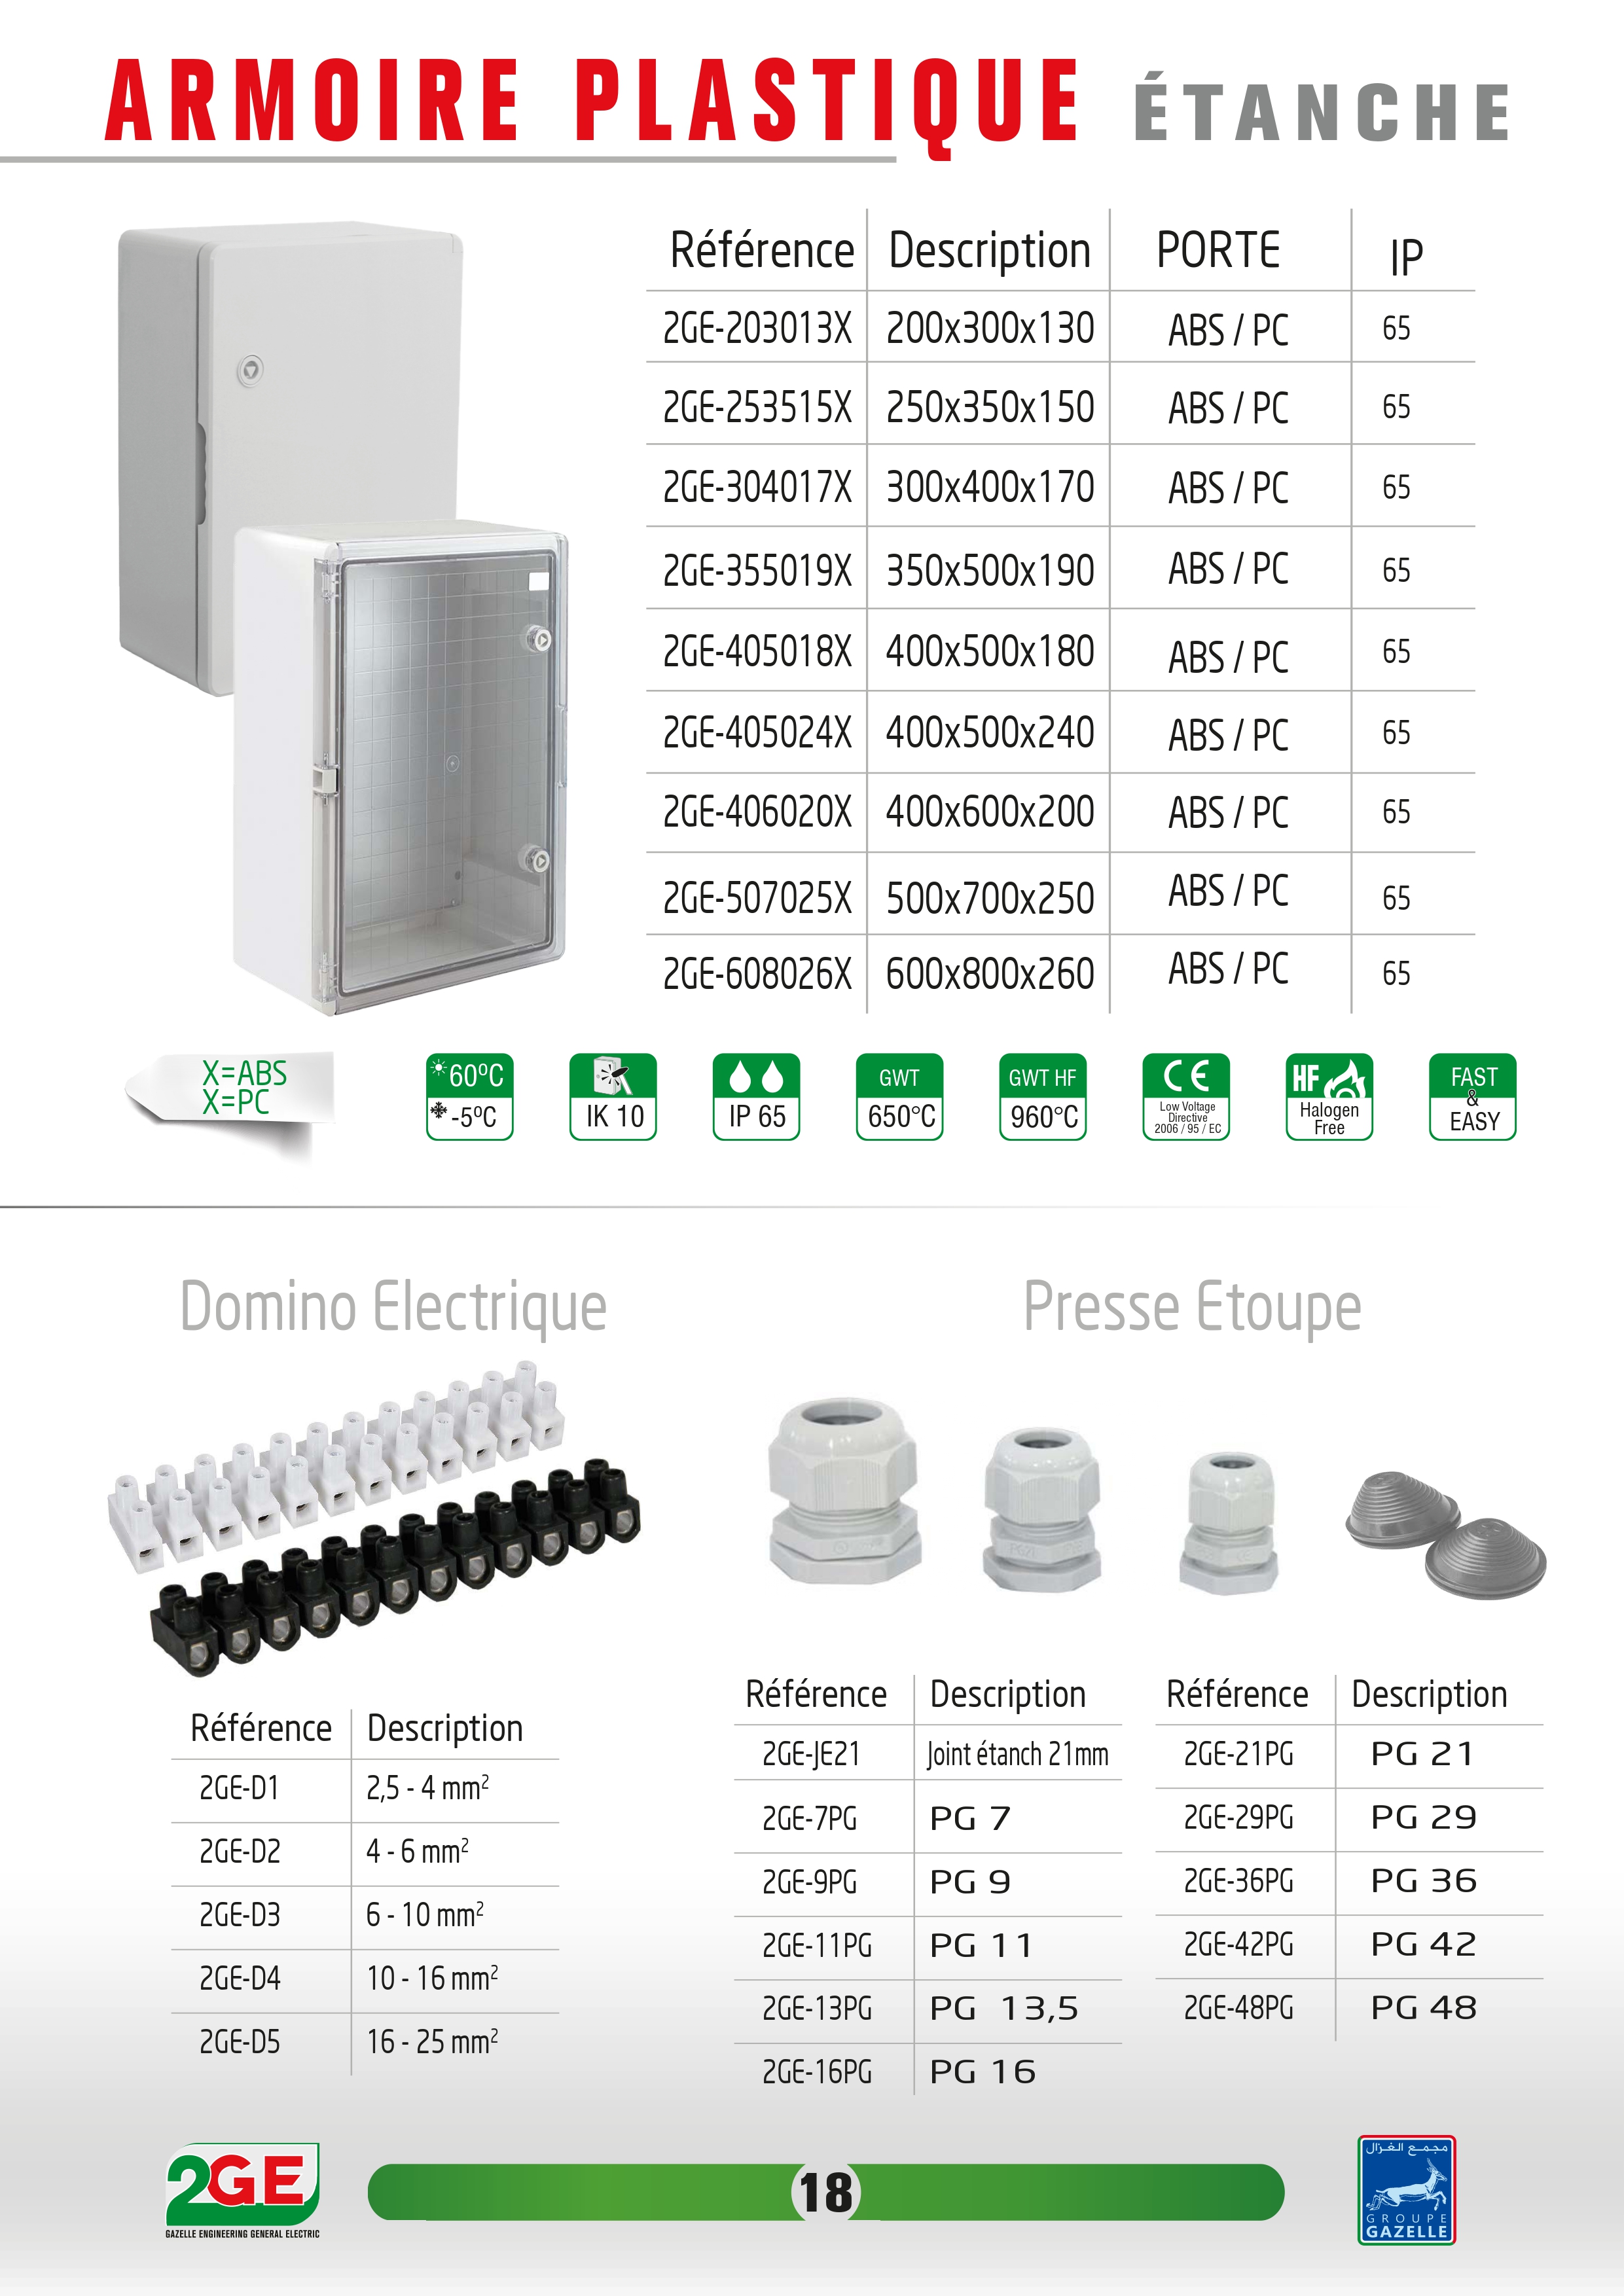 ARMOIRE PLASTIQUE ÉTANCHE
Référence Description PORTE IP
2GE-203013X 200x300x130 ABS / PC 65
2GE-253515X 250x350x150 ABS / PC 65
2GE-304017X 300x400x170 ABS / PC 65
2GE-355019X 350x500x190 ABS / PC 65
2GE-405018X 400x500x180 ABS / PC 65
2GE-405024X 400x500x240 ABS / PC 65
2GE-406020X 400x600x200 ABS / PC 65
2GE-507025X 500x700x250 ABS / PC 65
2GE-608026X 600x800x260 ABS / PC 65
X=ABS
X=PC
60ºC
-5ºC
IK 10
IP 65
GWT
650°C
GWT HF
960°C
CE
Low Voltage
Directive
2006 / 95 / EC
HF
Halogen
Free
FAST
&
EASY
Domino Electrique
Référence Description
2GE-D1 2,5 - 4 mm²
2GE-D2 4 - 6 mm²
2GE-D3 6 - 10 mm²
2GE-D4 10 - 16 mm²
2GE-D5 16 - 25 mm²
Presse Etoupe
Référence Description
2GE-JE21 Joint étanch 21mm
2GE-7PG PG 7
2GE-9PG PG 9
2GE-11PG PG 11
2GE-13PG PG 13,5
2GE-16PG PG 16
Référence Description
2GE-21PG PG 21
2GE-29PG PG 29
2GE-36PG PG 36
2GE-42PG PG 42
2GE-48PG PG 48
2GE
GAZELLE ENGINEERING GENERAL ELECTRIC
18
مجمع الغزال
GROUPE
GAZELLE